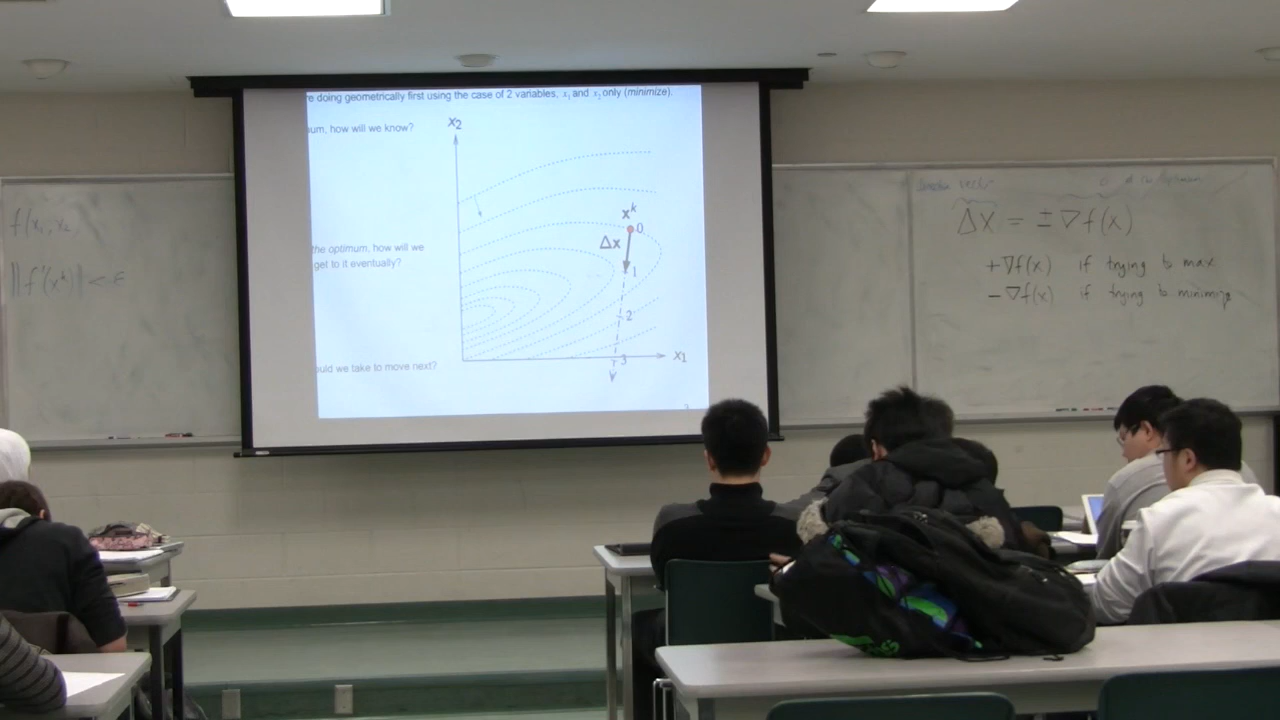 f(x₁, x₂
‖f'(xᵏ)‖ < ε
e doing geometrically first using the case of 2 variables, x₁ and x₂ only (minimize).
um, how will we know?
the optimum, how will we
get to it eventually?
ould we take to move next?
x₂
xᵏ
0
Δx
1
2
3
x₁
direction vector
ΔX = ±∇f(x)
+∇f(x) if trying to max
-∇f(x) if trying to minimize